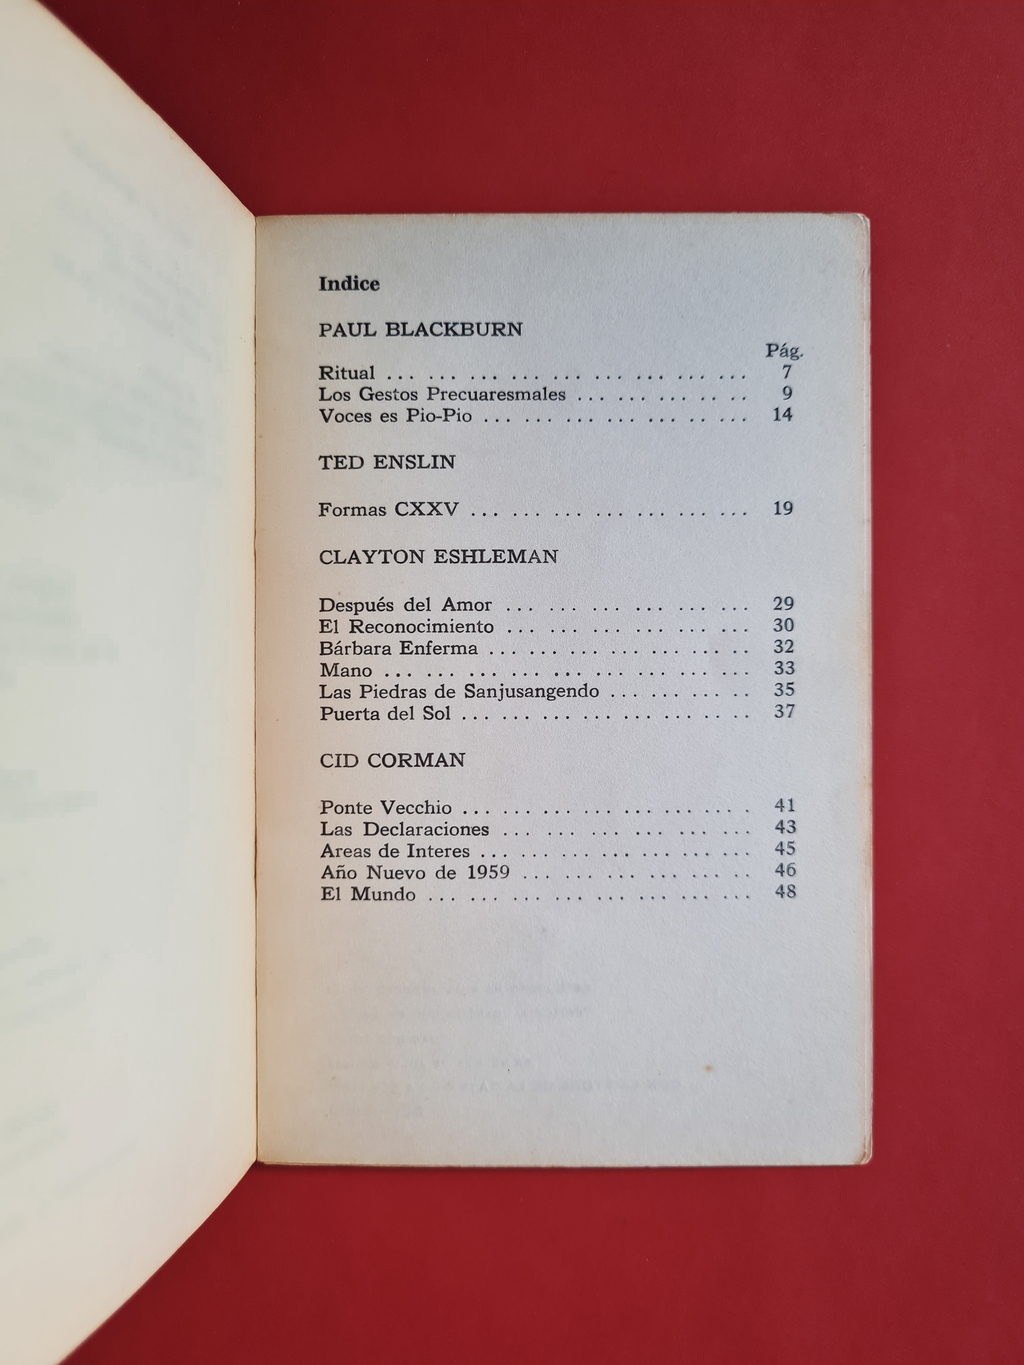 Indice
PAUL BLACKBURN
Pág.
Ritual ... ... ... ... ... ... ... ... ... 7
Los Gestos Precuaresmales ... ... ... .. .. 9
Voces es Pio-Pio ... ... ... ... ... .. ... 14
TED ENSLIN
Formas CXXV ... ... ... ... ... ... ... 19
CLAYTON ESHLEMAN
Después del Amor ... ... ... ... ... ... 29
El Reconocimiento ... ... ... ... ... ... 30
Bárbara Enferma ... ... ... ... ... ... .. 32
Mano ... ... ... ... ... ... ... ... ... 33
Las Piedras de Sanjusangendo ... ... .. .. 35
Puerta del Sol ... ... ... ... ... ... .. .. 37
CID CORMAN
Ponte Vecchio ... ... ... ... ... ... ... 41
Las Declaraciones ... ... ... ... ... ... 43
Areas de Interes ... ... ... ... ... ... ... 45
Año Nuevo de 1959 ... ... ... ... .. .. 46
El Mundo ... ... ... ... ... ... ... ... 48